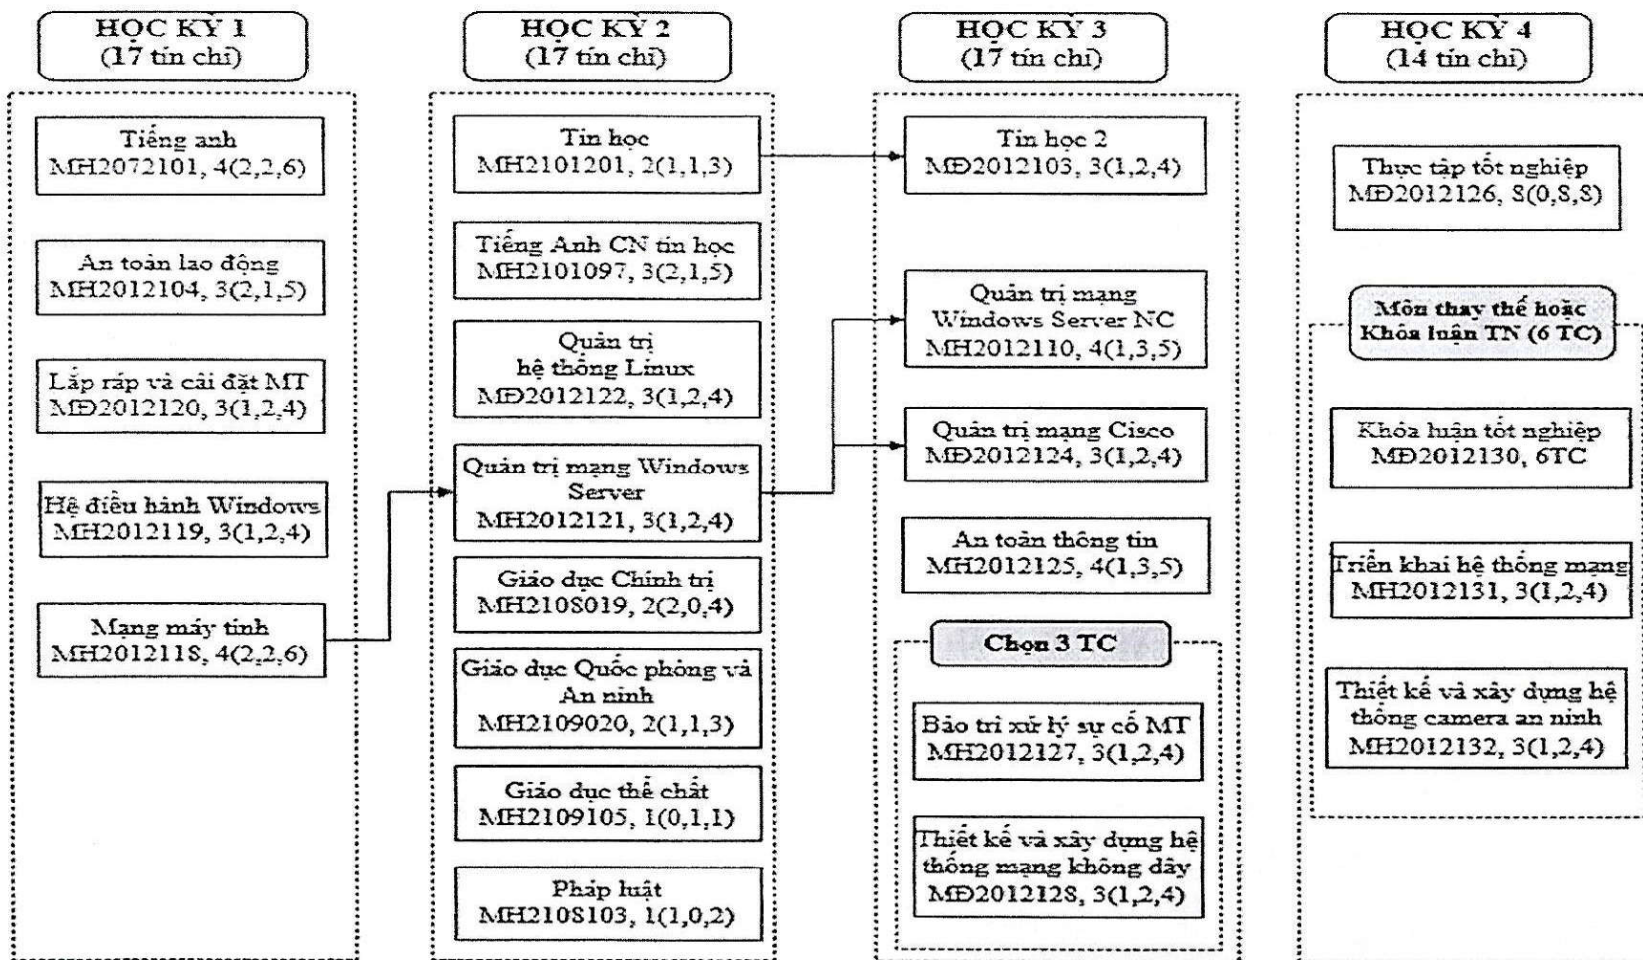 HỌC KỲ 1
(17 tín chỉ)
Tiếng anh
MH2072101, 4(2,2,6)
An toàn lao động
MH2012104, 3(2,1,5)
Lắp ráp và cài đặt MT
MĐ2012120, 3(1,2,4)
Hệ điều hành Windows
MH2012119, 3(1,2,4)
Mạng máy tính
MH2012118, 4(2,2,6)
HỌC KỲ 2
(17 tín chỉ)
Tin học
MH2101201, 2(1,1,3)
Tiếng Anh CN tin học
MH2101097, 3(2,1,5)
Quản trị
hệ thống Linux
MĐ2012122, 3(1,2,4)
Quản trị mạng Windows
Server
MH2012121, 3(1,2,4)
Giáo dục Chính trị
MH2108019, 2(2,0,4)
Giáo dục Quốc phòng và
An ninh
MH2109020, 2(1,1,3)
Giáo dục thể chất
MH2109105, 1(0,1,1)
Pháp luật
MH2108103, 1(1,0,2)
HỌC KỲ 3
(17 tín chỉ)
Tin học 2
MĐ2012103, 3(1,2,4)
Quản trị mạng
Windows Server NC
MH2012110, 4(1,3,5)
Quản trị mạng Cisco
MĐ2012124, 3(1,2,4)
An toàn thông tin
MH2012125, 4(1,3,5)
Chọn 3 TC
Bảo trì xử lý sự cố MT
MH2012127, 3(1,2,4)
Thiết kế và xây dựng hệ
thống mạng không dây
MĐ2012128, 3(1,2,4)
HỌC KỲ 4
(14 tín chỉ)
Thực tập tốt nghiệp
MĐ2012126, 8(0,8,8)
Môn thay thế hoặc
Khóa luận TN (6 TC)
Khóa luận tốt nghiệp
MĐ2012130, 6TC
Triển khai hệ thống mạng
MH2012131, 3(1,2,4)
Thiết kế và xây dựng hệ
thống camera an ninh
MH2012132, 3(1,2,4)